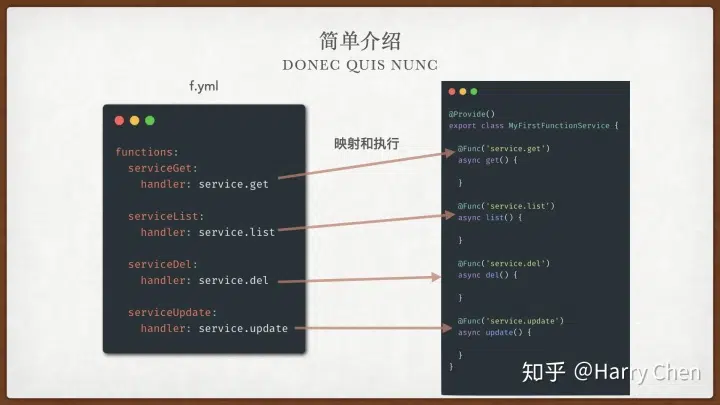 简单介绍
DONEC QUIS NUNC
f.yml
functions:
serviceGet:
handler: service.get
serviceList:
handler: service.list
serviceDel:
handler: service.del
serviceUpdate:
handler: service.update
映射和执行
@Provide()
export class MyFirstFunctionService {
@Func('service.get')
async get() {
}
@Func('service.list')
async list() {
}
@Func('service.del')
async del() {
}
@Func('service.update')
async update() {
}
}
知乎 @Harry Chen